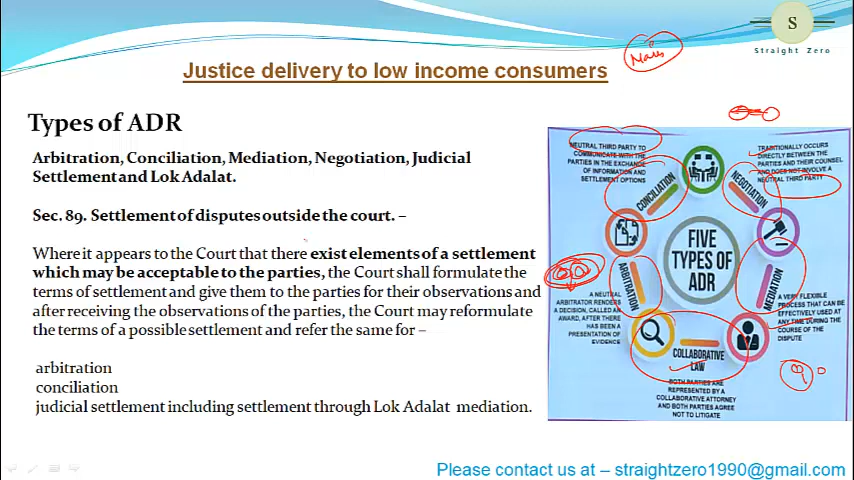 S
Straight Zero
Justice delivery to low income consumers
Types of ADR
Arbitration, Conciliation, Mediation, Negotiation, Judicial
Settlement and Lok Adalat.
Sec. 89. Settlement of disputes outside the court. –
Where it appears to the Court that there exist elements of a settlement
which may be acceptable to the parties, the Court shall formulate the
terms of settlement and give them to the parties for their observations and
after receiving the observations of the parties, the Court may reformulate
the terms of a possible settlement and refer the same for –
arbitration
conciliation
judicial settlement including settlement through Lok Adalat mediation.
NEUTRAL THIRD PARTY TO
COMMUNICATE WITH THE
PARTIES IN THE EXCHANGE
OF INFORMATION AND
SETTLEMENT OPTIONS
CONCILIATION
TRADITIONALLY OCCURS
DIRECTLY BETWEEN THE
PARTIES AND THEIR COUNSEL
AND DOES NOT INVOLVE A
NEUTRAL THIRD PARTY
NEGOTIATION
FIVE
TYPES OF
ADR
ARBITRATION
A NEUTRAL
ARBITRATOR RENDERS
A DECISION, CALLED AN
AWARD, AFTER THERE
HAS BEEN A
PRESENTATION OF
EVIDENCE
MEDIATION
A VERY FLEXIBLE
PROCESS THAT CAN BE
EFFECTIVELY USED AT
ANY TIME DURING THE
COURSE OF THE
DISPUTE
COLLABORATIVE
LAW
BOTH PARTIES ARE
REPRESENTED BY A
COLLABORATIVE ATTORNEY
AND BOTH PARTIES AGREE
NOT TO LITIGATE
Please contact us at – straightzero1990@gmail.com